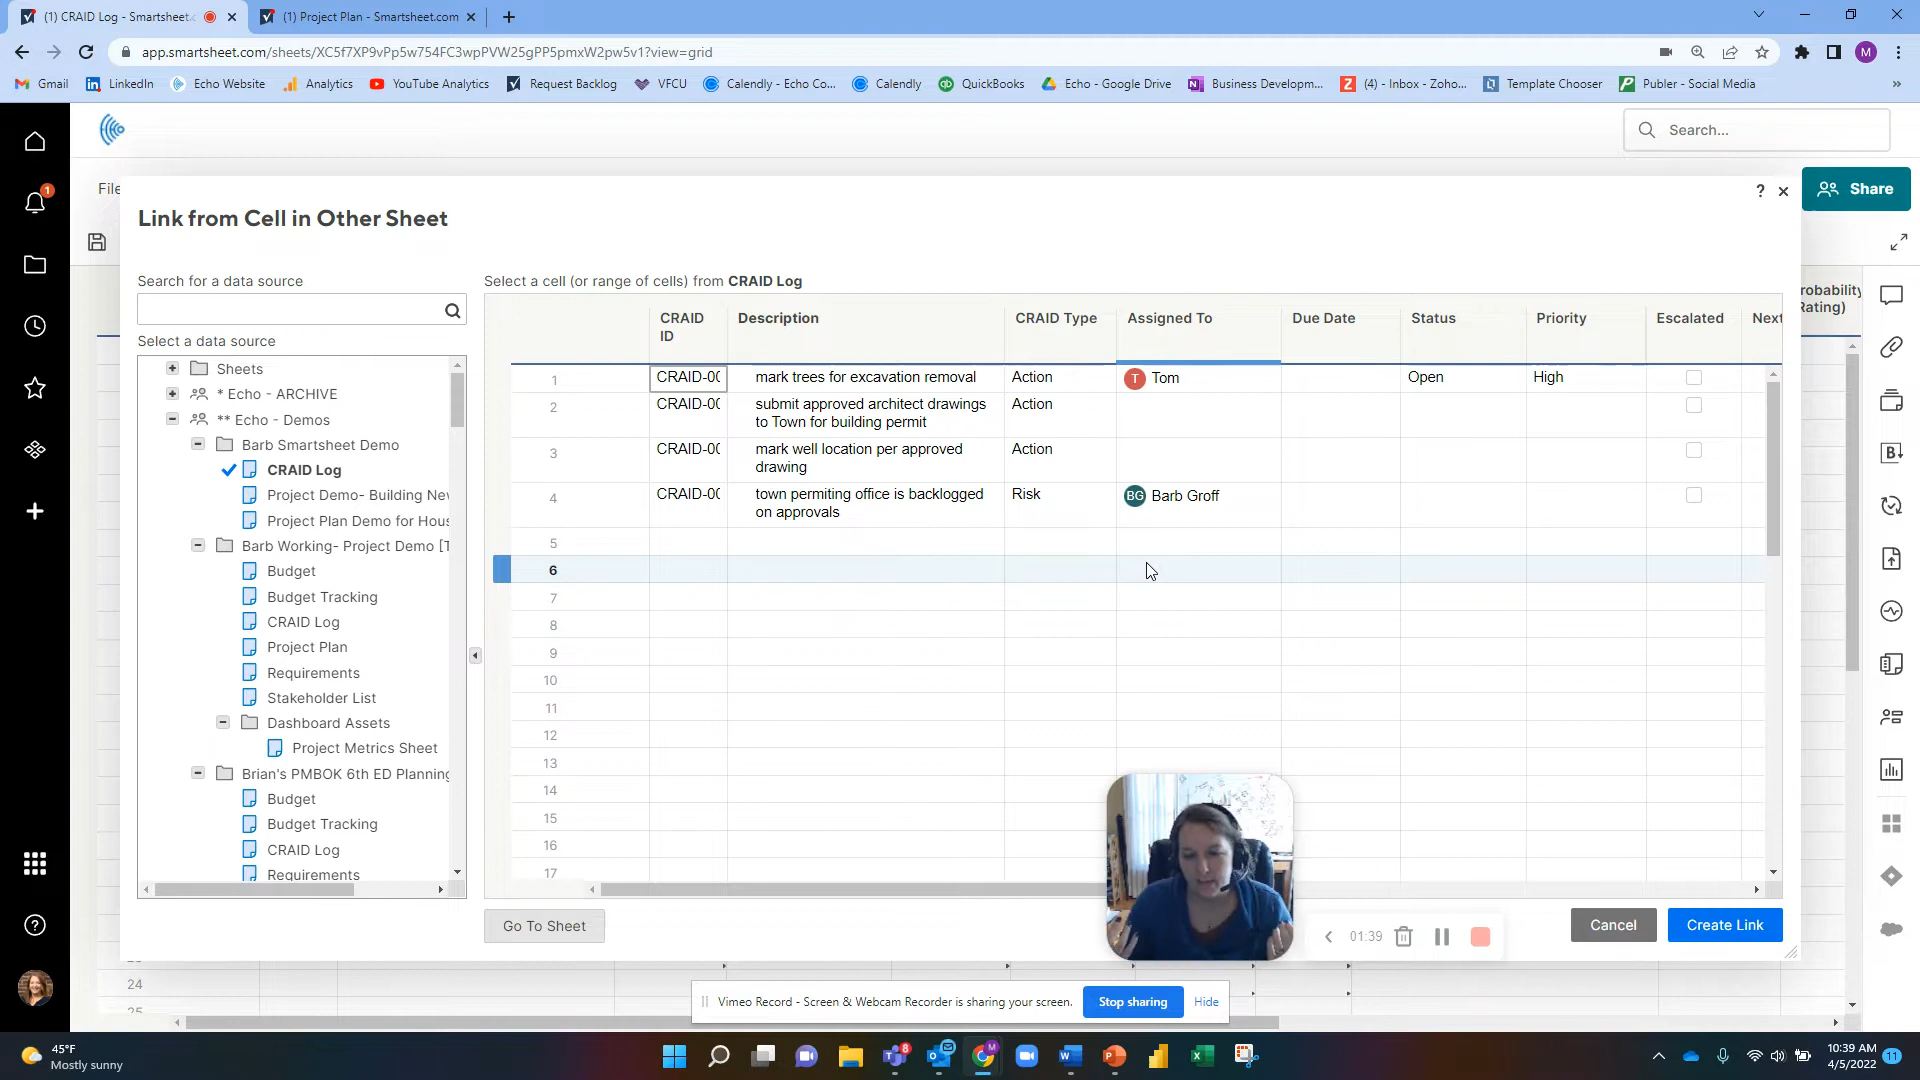 (1) CRAID Log - Smartsheet.c
(1) Project Plan - Smartsheet.com
app.smartsheet.com/sheets/XC5f7XP9vPp5w754FC3wpPVW25gPP5pmxW2pw5v1?view=grid
M
Gmail
LinkedIn
Echo Website
Analytics
YouTube Analytics
Request Backlog
VFCU
Calendly - Echo Co...
Calendly
QuickBooks
Echo - Google Drive
Business Developm...
(4) - Inbox - Zoho...
Template Chooser
Publer - Social Media
Search...
File
Share
1
Link from Cell in Other Sheet
?
Search for a data source
Select a data source
Sheets
* Echo - ARCHIVE
** Echo - Demos
Barb Smartsheet Demo
CRAID Log
Project Demo- Building Nev
Project Plan Demo for Hous
Barb Working- Project Demo [T
Budget
Budget Tracking
CRAID Log
Project Plan
Requirements
Stakeholder List
Dashboard Assets
Project Metrics Sheet
Brian's PMBOK 6th ED Planning
Budget
Budget Tracking
CRAID Log
Requirements
Select a cell (or range of cells) from CRAID Log
CRAID ID
Description
CRAID Type
Assigned To
Due Date
Status
Priority
Escalated
Next
robability
Rating)
1 CRAID-00 mark trees for excavation removal Action T Tom Open High
2 CRAID-00 submit approved architect drawings Action
to Town for building permit
3 CRAID-00 mark well location per approved Action
drawing
4 CRAID-00 town permiting office is backlogged Risk BG Barb Groff
on approvals
5
6
7
8
9
10
11
12
13
14
15
16
17
Go To Sheet
01:39
Cancel
Create Link
24
25
Vimeo Record - Screen & Webcam Recorder is sharing your screen.
Stop sharing
Hide
45°F
Mostly sunny
8
M
10:39 AM
4/5/2022
11